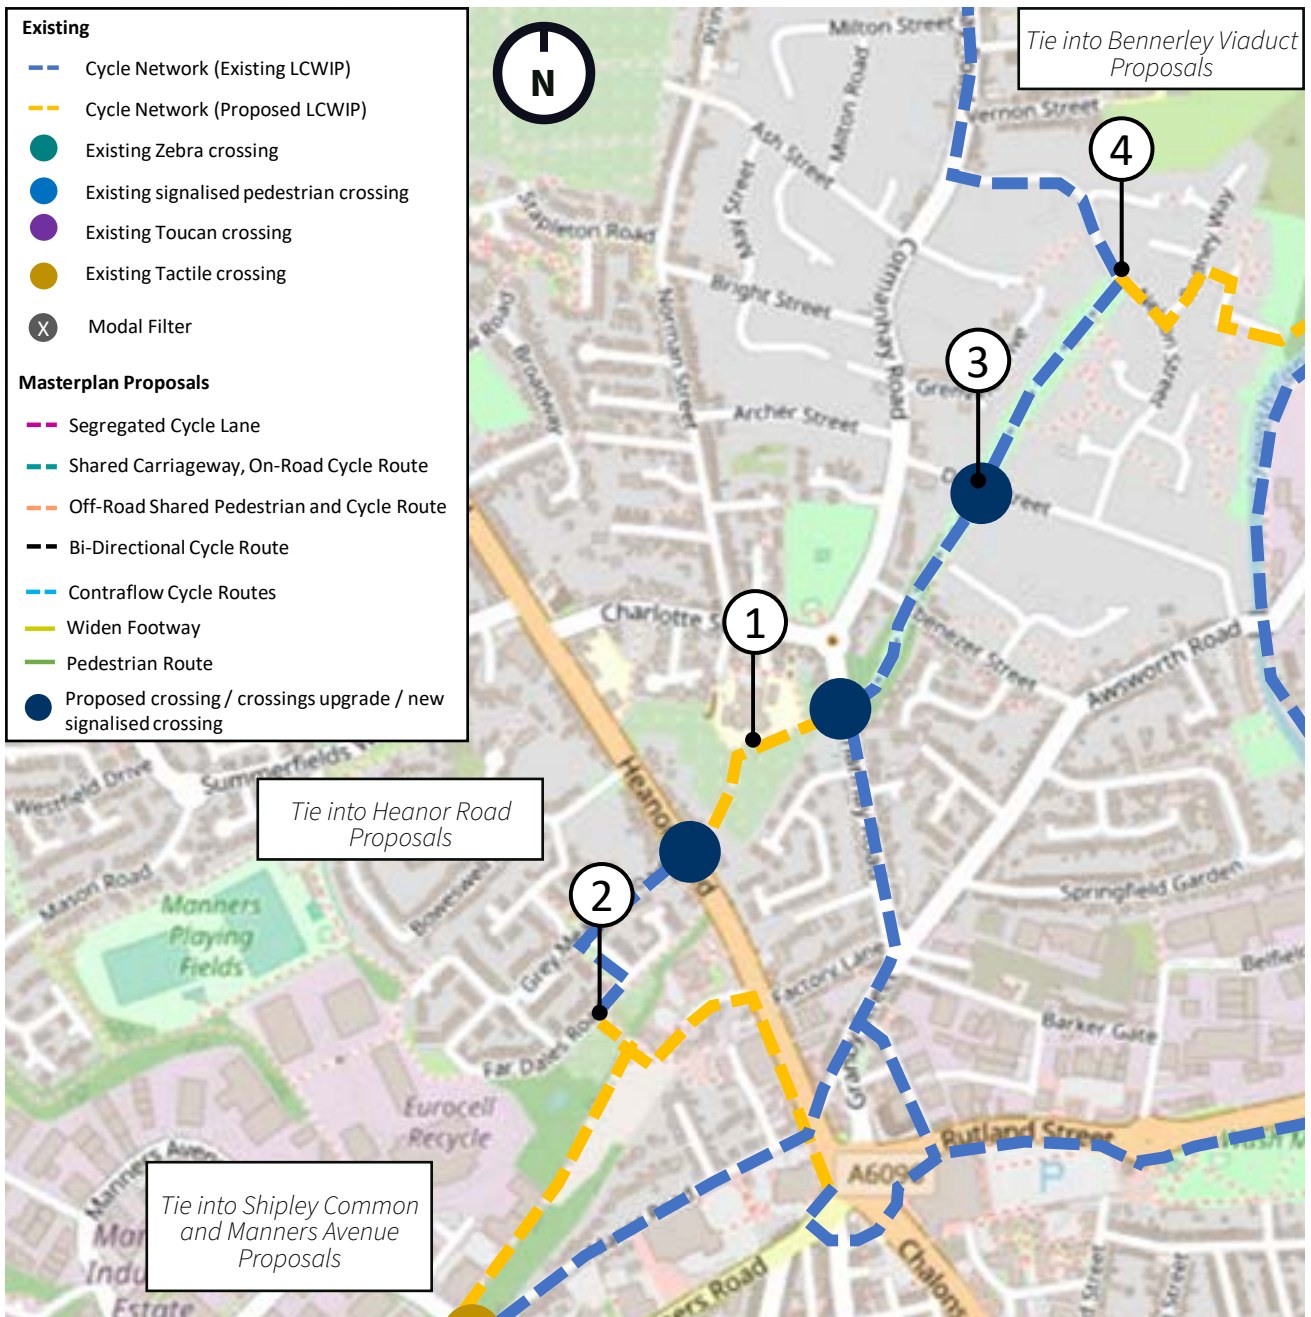 Existing
Cycle Network (Existing LCWIP)
Cycle Network (Proposed LCWIP)
Existing Zebra crossing
Existing signalised pedestrian crossing
Existing Toucan crossing
Existing Tactile crossing
X
Modal Filter
Masterplan Proposals
Segregated Cycle Lane
Shared Carriageway, On-Road Cycle Route
Off-Road Shared Pedestrian and Cycle Route
Bi-Directional Cycle Route
Contraflow Cycle Routes
Widen Footway
Pedestrian Route
Proposed crossing / crossings upgrade / new
signalised crossing
N
Tie into Bennerley Viaduct
Proposals
Milton Street
Milton Road
Vernon Street
Ash Street
Mill Street
4
Stapleton Road
Cotmanhay Road
Bright Street
Norman Street
Road
Broadway
3
Archer Street
Charlotte
1
Ebenezer Street
Awsworth Road
Summerfields
Westfield Drive
Tie into Heanor Road
Proposals
Mason Road
Manners
Playing
Fields
2
Springfield Garden
Factory Lane
Barker Gate
Far Dales
Eurocell
Recycle
Rutland Street
A609
P
Tie into Shipley Common
and Manners Avenue
Proposals
Road
Chalons
Street
Estate